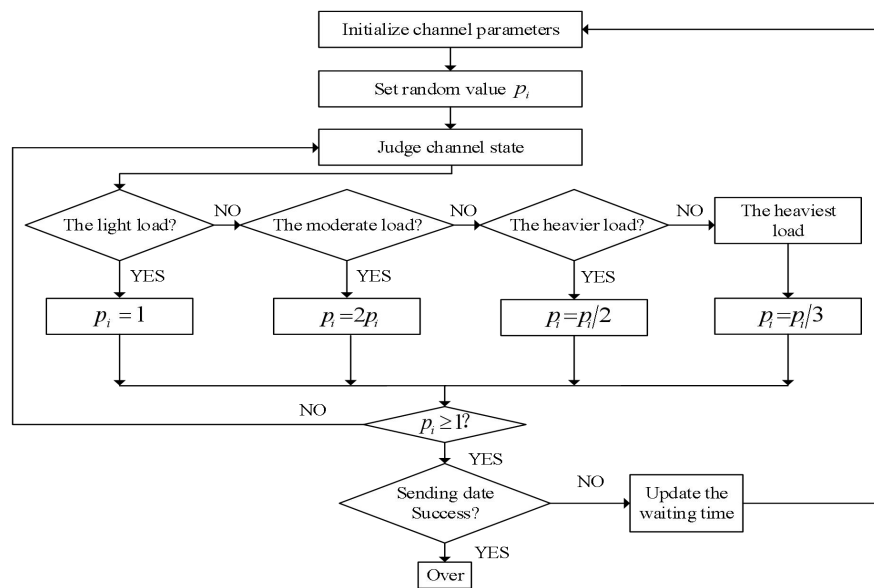 Initialize channel parameters
Set random value p_i
Judge channel state
The light load?
NO
The moderate load?
NO
The heavier load?
NO
The heaviest
load
YES
YES
YES
p_i = 1
p_i=2p_i
p_i=p_i/2
p_i=p_i/3
NO
p_i ≥ 1?
YES
Sending date
Success?
NO
Update the
waiting time
YES
Over